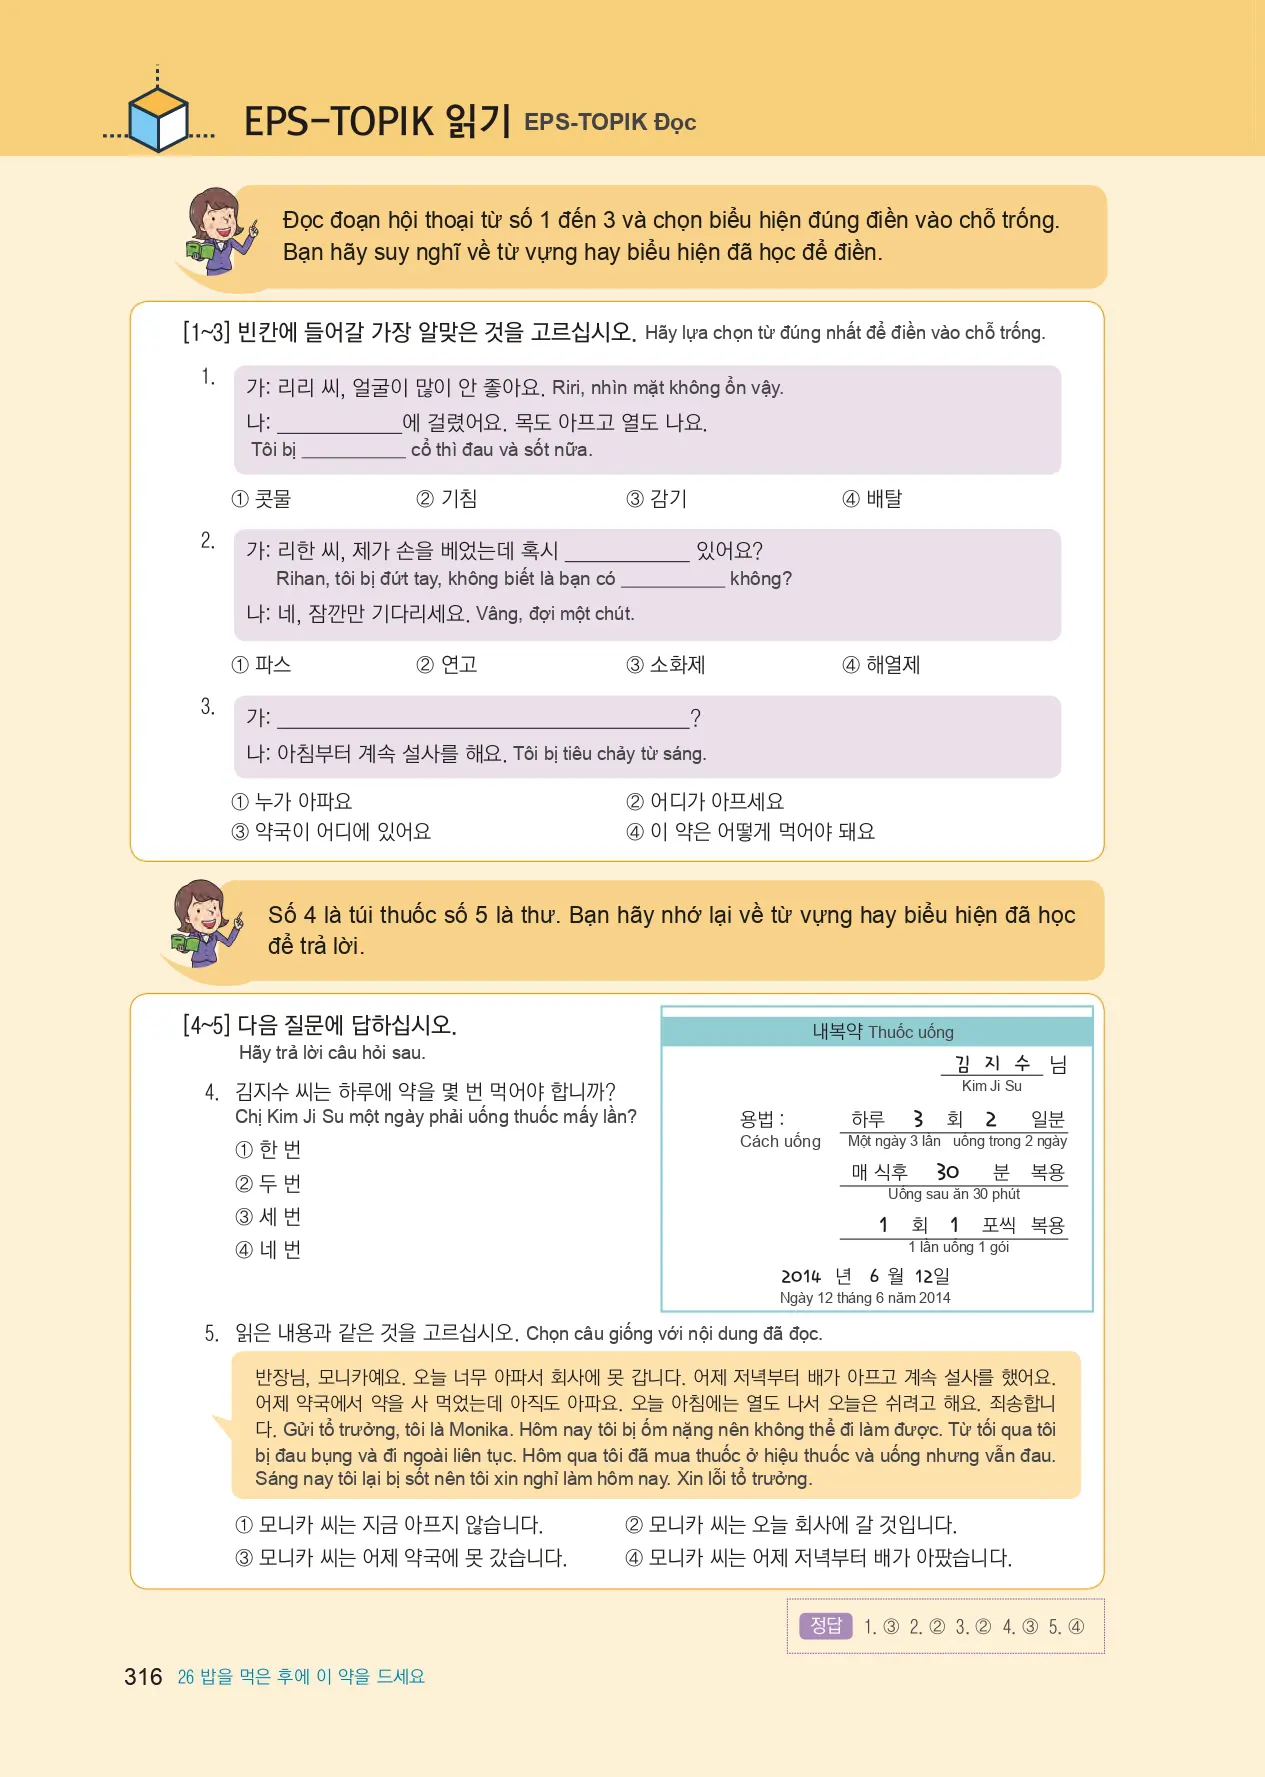 EPS-TOPIK 읽기 EPS-TOPIK Đọc
Đọc đoạn hội thoại từ số 1 đến 3 và chọn biểu hiện đúng điền vào chỗ trống.
Bạn hãy suy nghĩ về từ vựng hay biểu hiện đã học để điền.
[1~3] 빈칸에 들어갈 가장 알맞은 것을 고르십시오. Hãy lựa chọn từ đúng nhất để điền vào chỗ trống.
1.
가: 리리 씨, 얼굴이 많이 안 좋아요. Riri, nhìn mặt không ổn vậy.
나: ____________에 걸렸어요. 목도 아프고 열도 나요.
Tôi bị ___________ cổ thì đau và sốt nữa.
① 콧물 ② 기침 ③ 감기 ④ 배탈
2.
가: 리한 씨, 제가 손을 베었는데 혹시 ____________ 있어요?
Rihan, tôi bị đứt tay, không biết là bạn có ___________ không?
나: 네, 잠깐만 기다리세요. Vâng, đợi một chút.
① 파스 ② 연고 ③ 소화제 ④ 해열제
3.
가: ________________________________________?
나: 아침부터 계속 설사를 해요. Tôi bị tiêu chảy từ sáng.
① 누가 아파요 ② 어디가 아프세요
③ 약국이 어디에 있어요 ④ 이 약은 어떻게 먹어야 돼요
Số 4 là túi thuốc số 5 là thư. Bạn hãy nhớ lại về từ vựng hay biểu hiện đã học
để trả lời.
[4~5] 다음 질문에 답하십시오.
Hãy trả lời câu hỏi sau.
4. 김지수 씨는 하루에 약을 몇 번 먹어야 합니까?
Chị Kim Ji Su một ngày phải uống thuốc mấy lần?
① 한 번
② 두 번
③ 세 번
④ 네 번
내복약 Thuốc uống
김 지 수 님
Kim Ji Su
용법 : 하루 3 회 2 일분
Cách uống Một ngày 3 lần uống trong 2 ngày
매 식후 30 분 복용
Uống sau ăn 30 phút
1 회 1 포씩 복용
1 lần uống 1 gói
2014 년 6 월 12일
Ngày 12 tháng 6 năm 2014
5. 읽은 내용과 같은 것을 고르십시오. Chọn câu giống với nội dung đã đọc.
반장님, 모니카예요. 오늘 너무 아파서 회사에 못 갑니다. 어제 저녁부터 배가 아프고 계속 설사를 했어요.
어제 약국에서 약을 사 먹었는데 아직도 아파요. 오늘 아침에는 열도 나서 오늘은 쉬려고 해요. 죄송합니
다. Gửi tổ trưởng, tôi là Monika. Hôm nay tôi bị ốm nặng nên không thể đi làm được. Từ tối qua tôi
bị đau bụng và đi ngoài liên tục. Hôm qua tôi đã mua thuốc ở hiệu thuốc và uống nhưng vẫn đau.
Sáng nay tôi lại bị sốt nên tôi xin nghỉ làm hôm nay. Xin lỗi tổ trưởng.
① 모니카 씨는 지금 아프지 않습니다. ② 모니카 씨는 오늘 회사에 갈 것입니다.
③ 모니카 씨는 어제 약국에 못 갔습니다. ④ 모니카 씨는 어제 저녁부터 배가 아팠습니다.
정답 1. ③ 2. ② 3. ② 4. ③ 5. ④
316 26 밥을 먹은 후에 이 약을 드세요